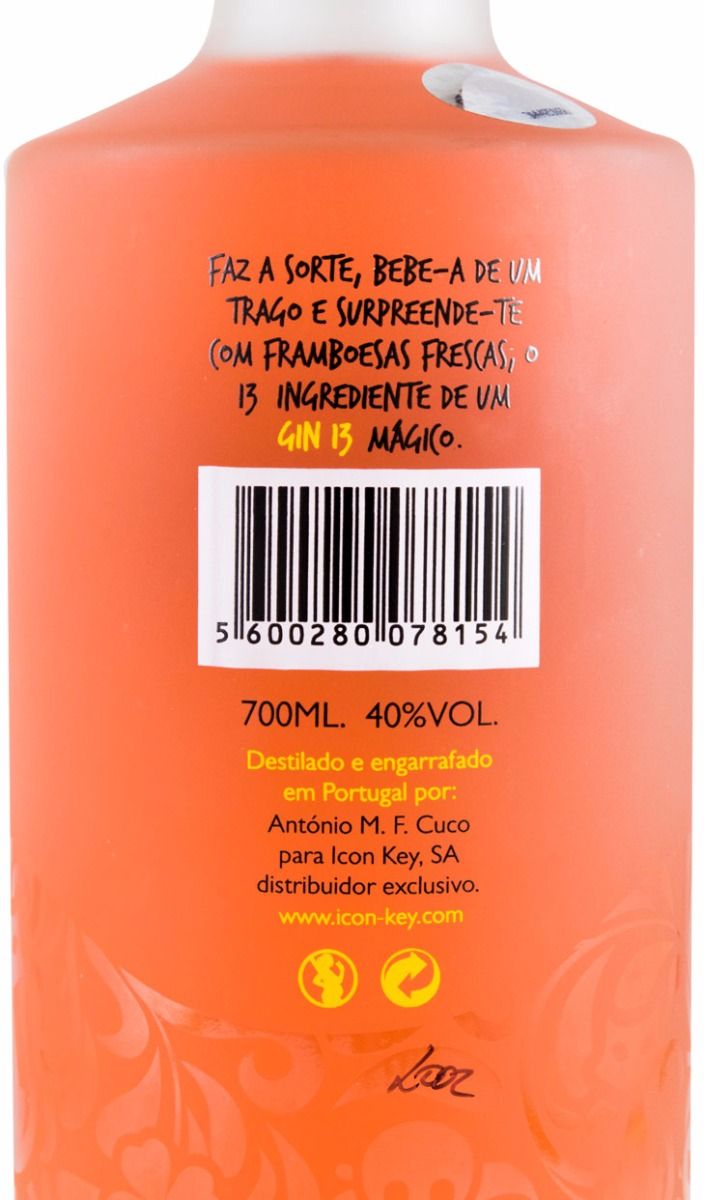 FAZ A SORTE, BEBE-A DE UM
TRAGO E SURPREENDE-TE
COM FRAMBOESAS FRESCAS, O
13 INGREDIENTE DE UM
GIN 13 MÁGICO.
5 600280 078154
700ML. 40%VOL.
Destilado e engarrafado
em Portugal por:
António M. F. Cuco
para Icon Key, SA
distribuidor exclusivo.
www.icon-key.com